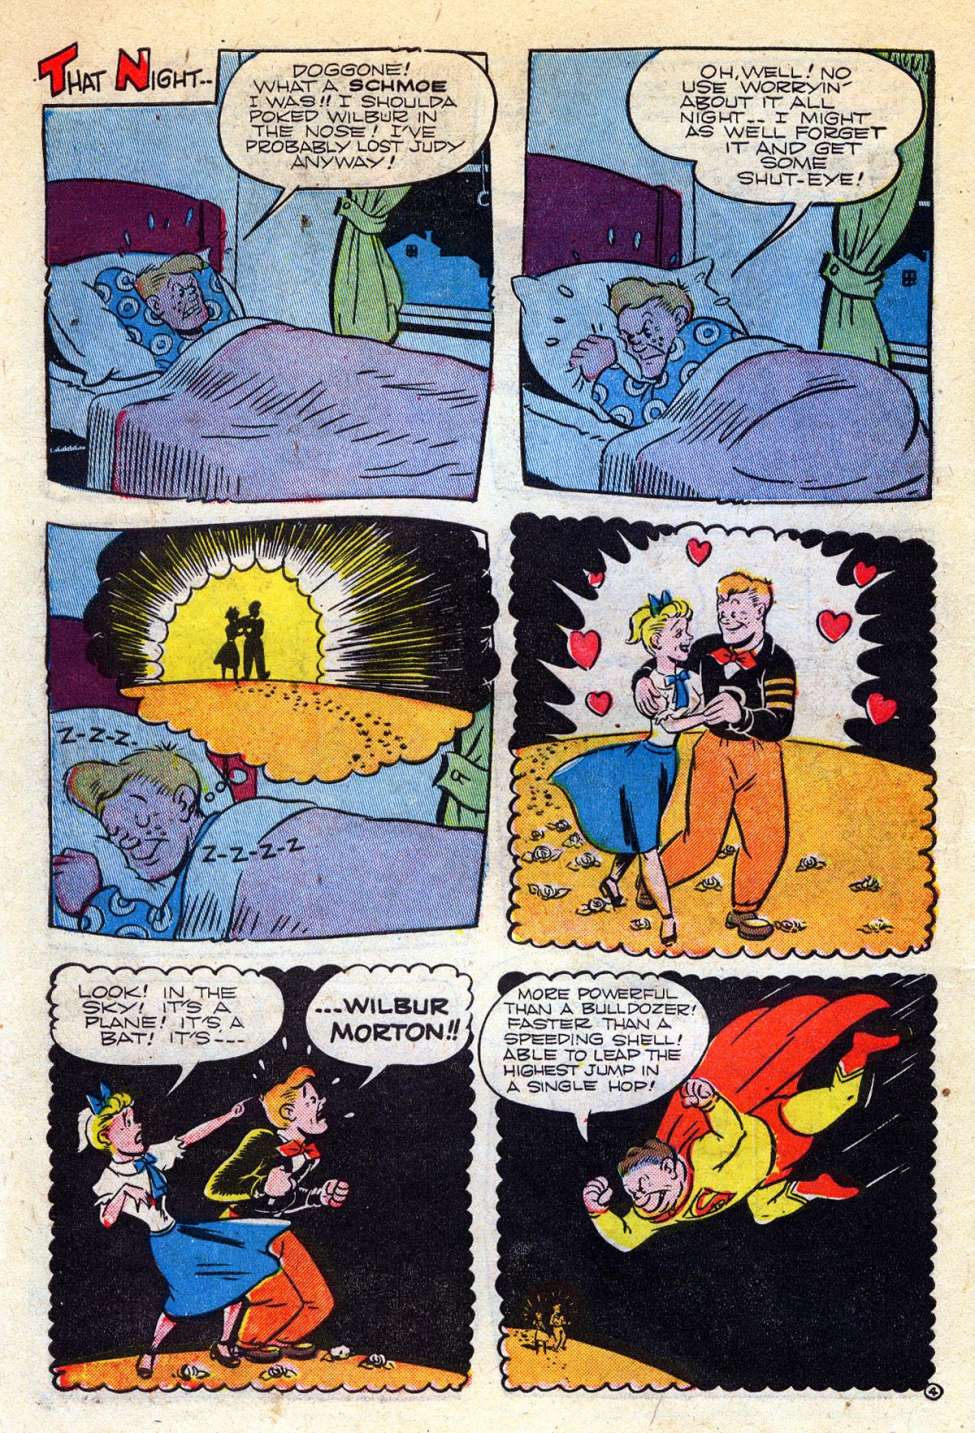 THAT NIGHT--
DOGGONE!
WHAT A SCHMOE
I WAS!! I SHOULDA
POKED WILBUR IN
THE NOSE! I'VE
PROBABLY LOST JUDY
ANYWAY!
OH, WELL! NO
USE WORRYIN'
ABOUT IT ALL
NIGHT-- I MIGHT
AS WELL FORGET
IT AND GET
SOME
SHUT-EYE!
Z-Z-Z-
Z-Z-Z-Z
LOOK! IN THE
SKY! IT'S A
PLANE! IT'S A
BAT! IT'S---
...WILBUR
MORTON!!
MORE POWERFUL
THAN A BULLDOZER!
FASTER THAN A
SPEEDING SHELL!
ABLE TO LEAP THE
HIGHEST JUMP IN
A SINGLE HOP!
4